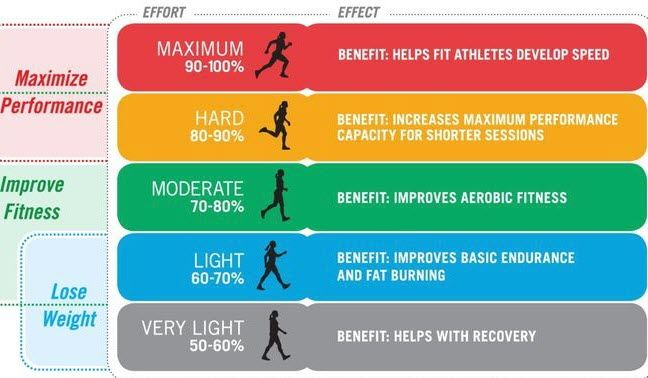 EFFORT
EFFECT
Maximize
Performance
MAXIMUM
90-100%
BENEFIT: HELPS FIT ATHLETES DEVELOP SPEED
HARD
80-90%
BENEFIT: INCREASES MAXIMUM PERFORMANCE
CAPACITY FOR SHORTER SESSIONS
Improve
Fitness
MODERATE
70-80%
BENEFIT: IMPROVES AEROBIC FITNESS
LIGHT
60-70%
BENEFIT: IMPROVES BASIC ENDURANCE
AND FAT BURNING
Lose
Weight
VERY LIGHT
50-60%
BENEFIT: HELPS WITH RECOVERY